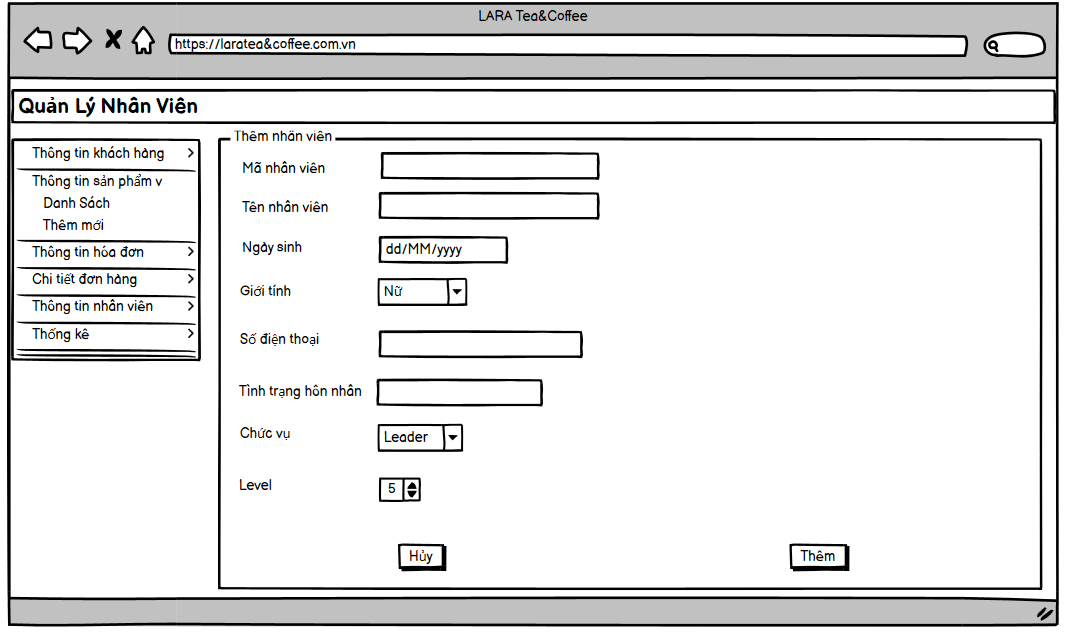 LARA Tea&Coffee
https://laratea&coffee.com.vn
Quản Lý Nhân Viên
Thông tin khách hàng >
Thông tin sản phẩm v
Danh Sách
Thêm mới
Thông tin hóa đơn >
Chi tiết đơn hàng >
Thông tin nhân viên >
Thống kê >
Thêm nhân viên
Mã nhân viên
Tên nhân viên
Ngày sinh dd/MM/yyyy
Giới tính Nữ
Số điện thoại
Tình trạng hôn nhân
Chức vụ Leader
Level 5
Hủy Thêm